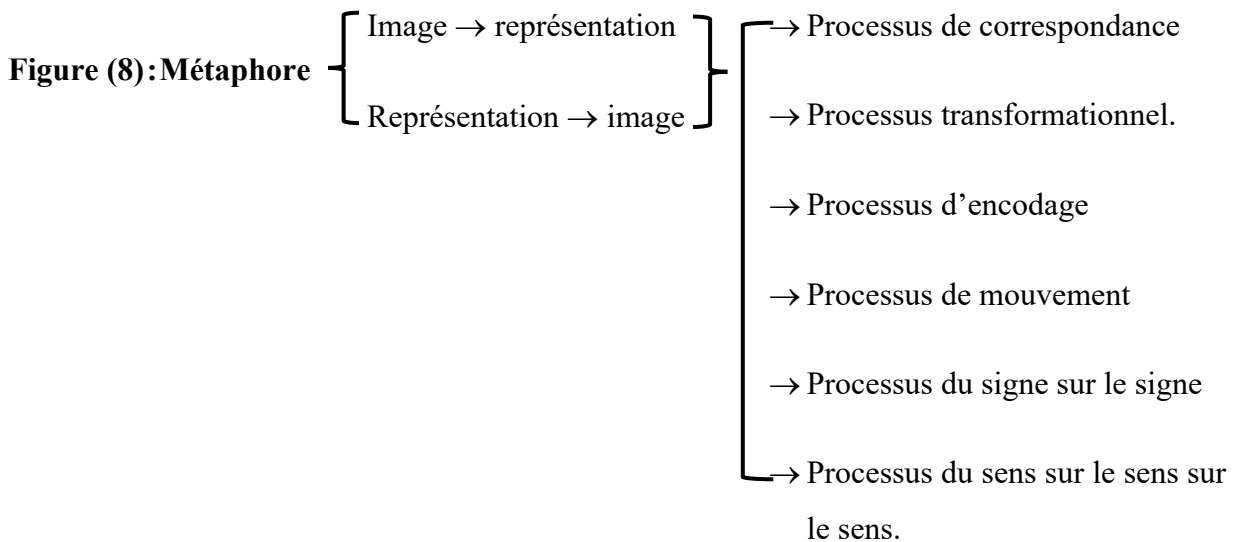 Figure (8):Métaphore
Image → représentation
Représentation → image
→ Processus de correspondance
→ Processus transformationnel.
→ Processus d’encodage
→ Processus de mouvement
→ Processus du signe sur le signe
→ Processus du sens sur le sens sur
le sens.